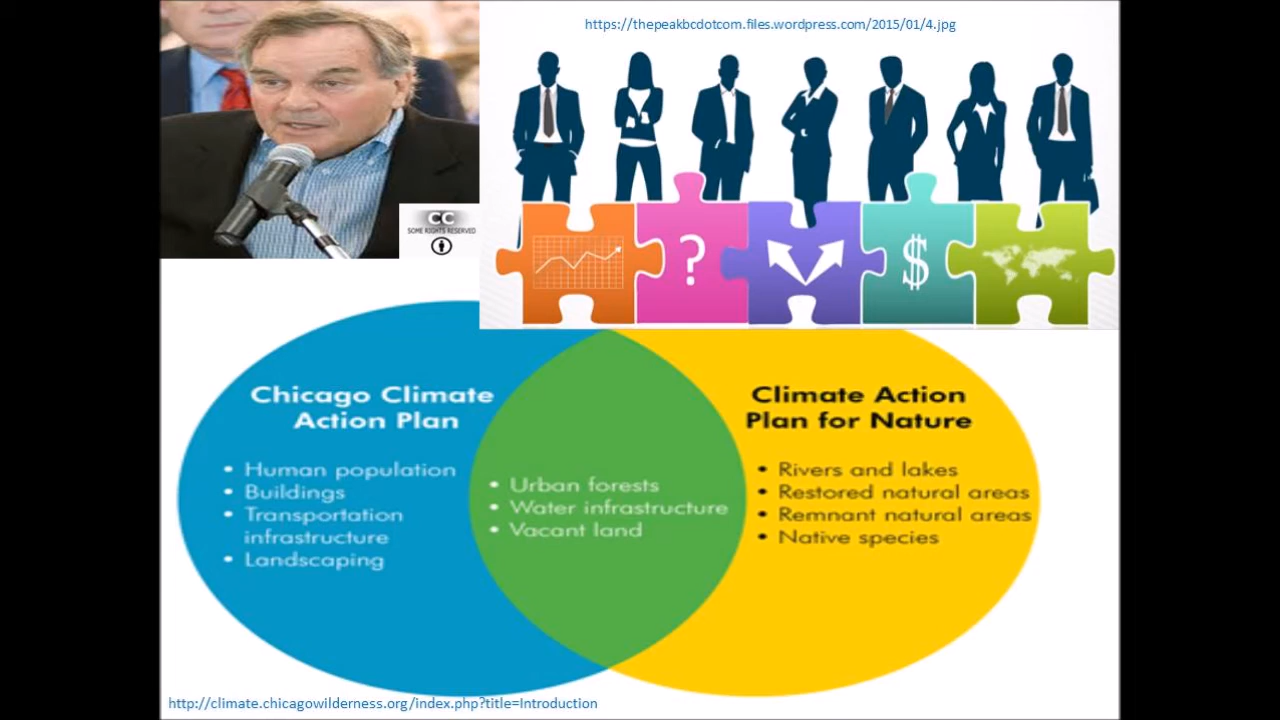 https://thepeakbcdotcom.files.wordpress.com/2015/01/4.jpg
CC
SOME RIGHTS RESERVED
?
$
Chicago Climate
Action Plan
• Human population
• Buildings
• Transportation
infrastructure
• Landscaping
• Urban forests
• Water infrastructure
• Vacant land
Climate Action
Plan for Nature
• Rivers and lakes
• Restored natural areas
• Remnant natural areas
• Native species
http://climate.chicagowilderness.org/index.php?title=Introduction